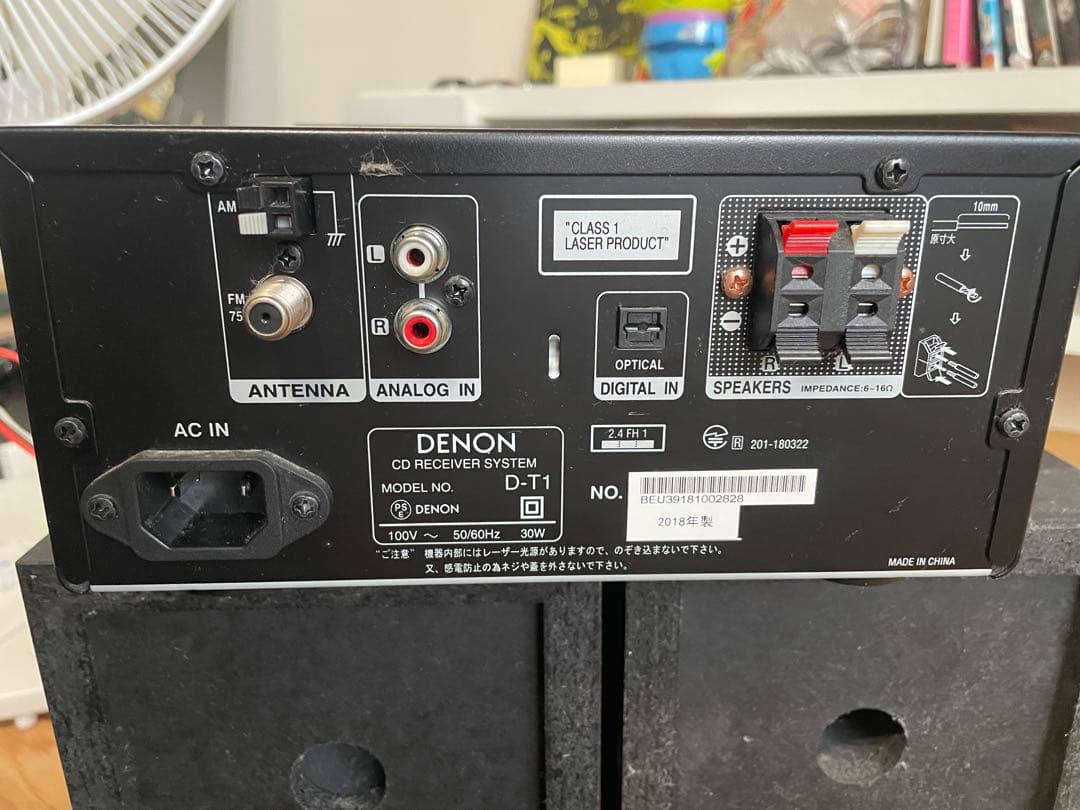 AM
FM
75
ANTENNA
L
R
ANALOG IN
"CLASS 1
LASER PRODUCT"
OPTICAL
DIGITAL IN
R
L
SPEAKERS IMPEDANCE:6~16Ω
10mm
原寸大
AC IN
DENON
CD RECEIVER SYSTEM
MODEL NO. D-T1
PS
E
DENON
100V ～ 50/60Hz 30W
2.4 FH 1
R 201-180322
NO.
BEU39181002828
2018年製
"ご注意" 機器内部にはレーザー光源がありますので、のぞき込まないで下さい。
又、感電防止の為ネジや蓋を外さないで下さい。
MADE IN CHINA